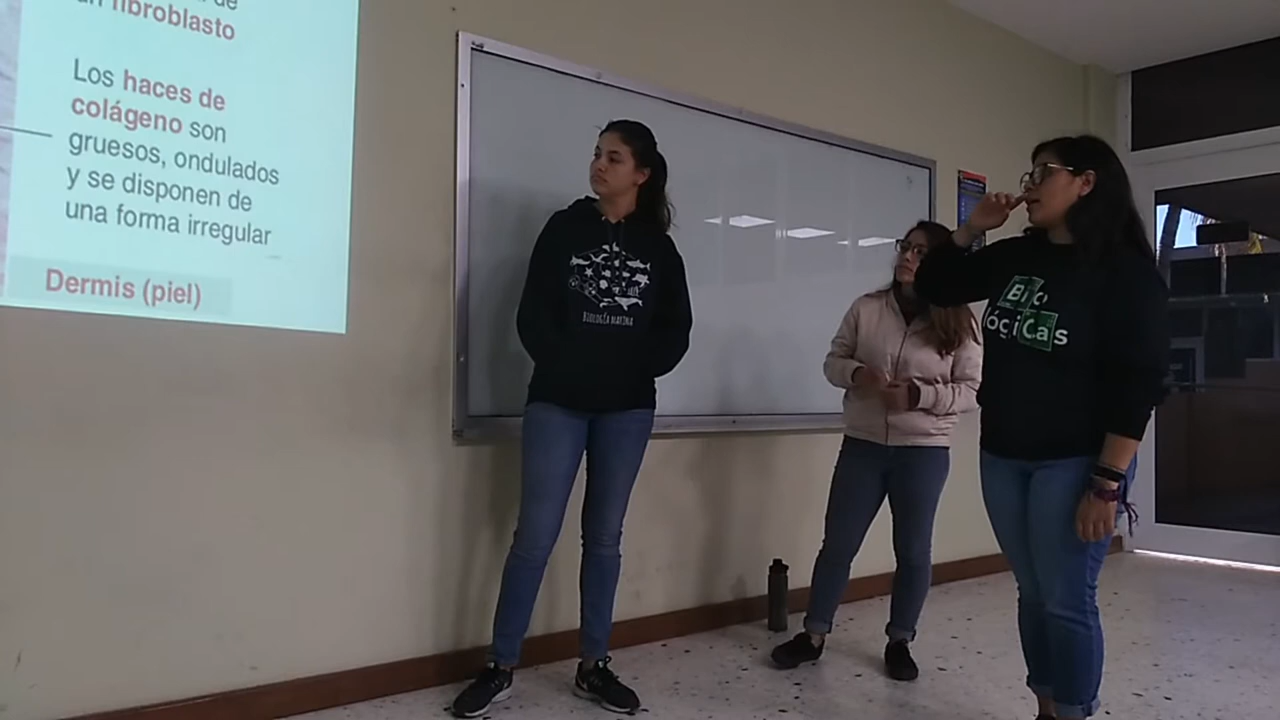 fibroblasto
Los haces de
colágeno son
gruesos, ondulados
y se disponen de
una forma irregular
Dermis (piel)
BIOLOGÍA MARINA
Bio
lógiCas